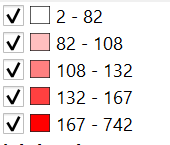 2 - 82
82 - 108
108 - 132
132 - 167
167 - 742